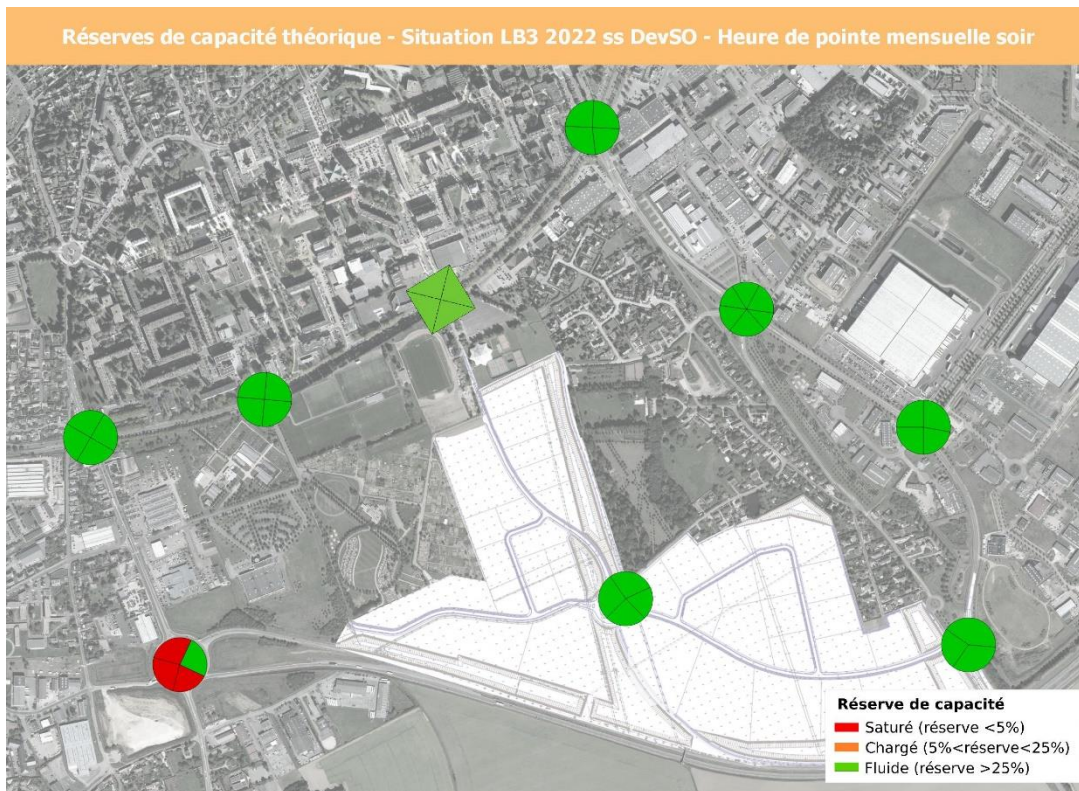 Réserves de capacité théorique - Situation LB3 2022 ss DevSO - Heure de pointe mensuelle soir
Réserve de capacité
Saturé (réserve <5%)
Chargé (5%<réserve<25%)
Fluide (réserve >25%)